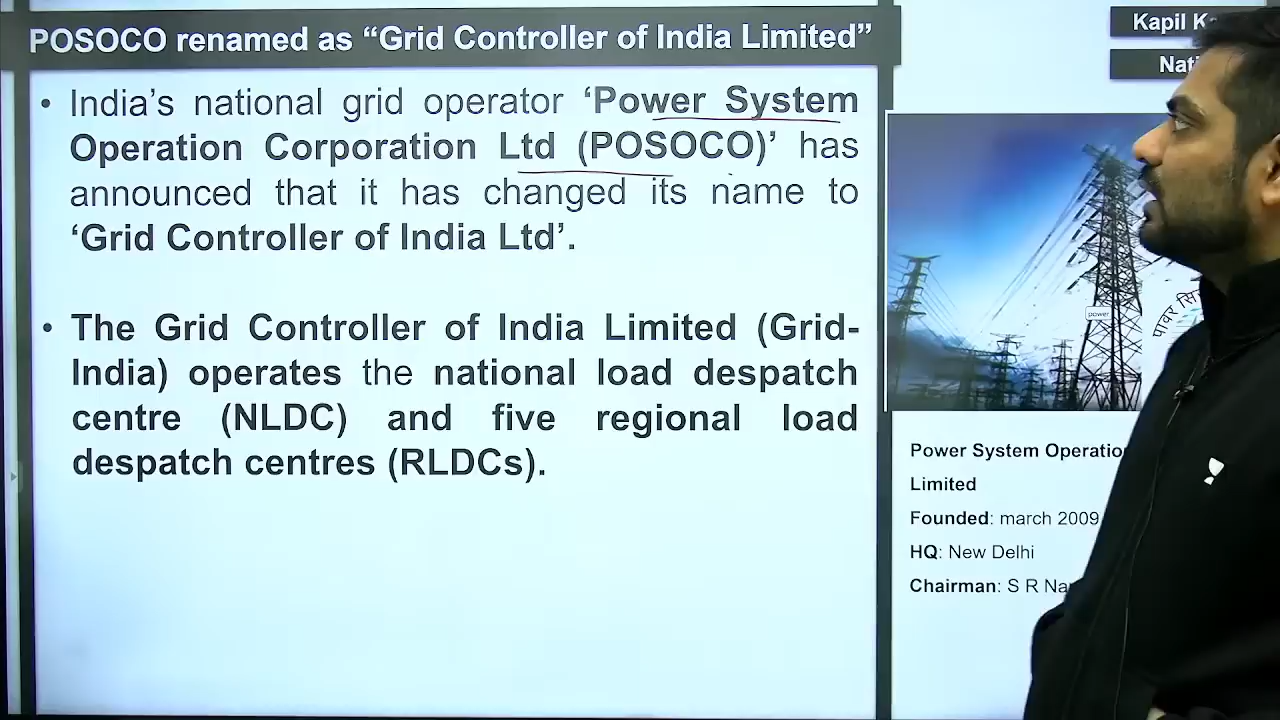 POSOCO renamed as “Grid Controller of India Limited”
• India’s national grid operator ‘Power System
Operation Corporation Ltd (POSOCO)’ has
announced that it has changed its name to
‘Grid Controller of India Ltd’.
• The Grid Controller of India Limited (Grid-
India) operates the national load despatch
centre (NLDC) and five regional load
despatch centres (RLDCs).
Kapil
power
पावर
Power System
Limited
Founded: march 2009
HQ: New Delhi
Chairman: S R